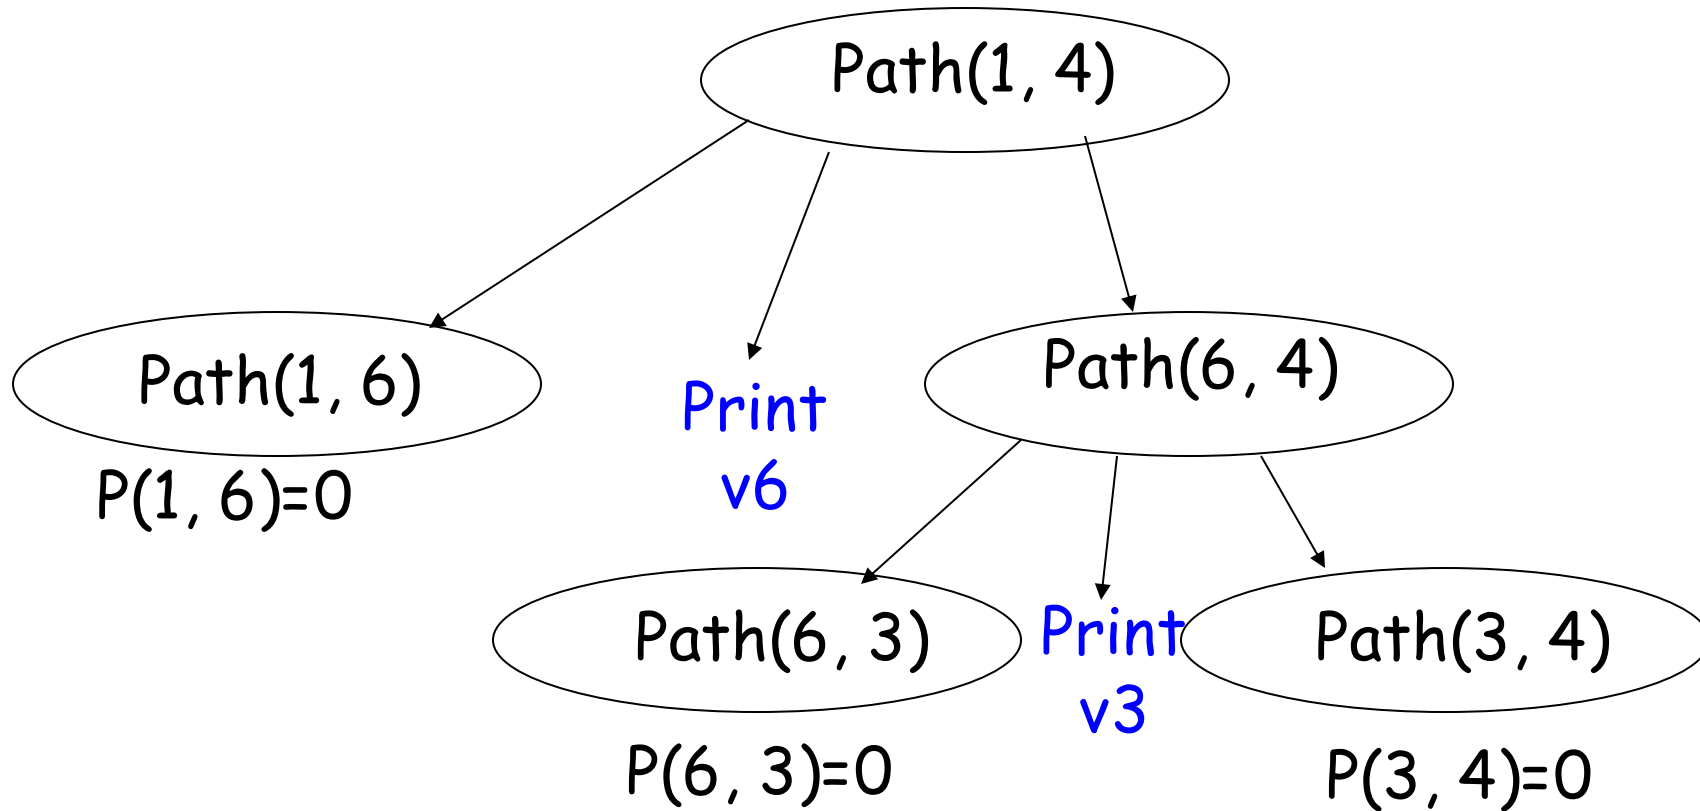 Path(1, 4)
Path(1, 6)
P(1, 6)=0
Print
v6
Path(6, 4)
Path(6, 3)
P(6, 3)=0
Print
v3
Path(3, 4)
P(3, 4)=0